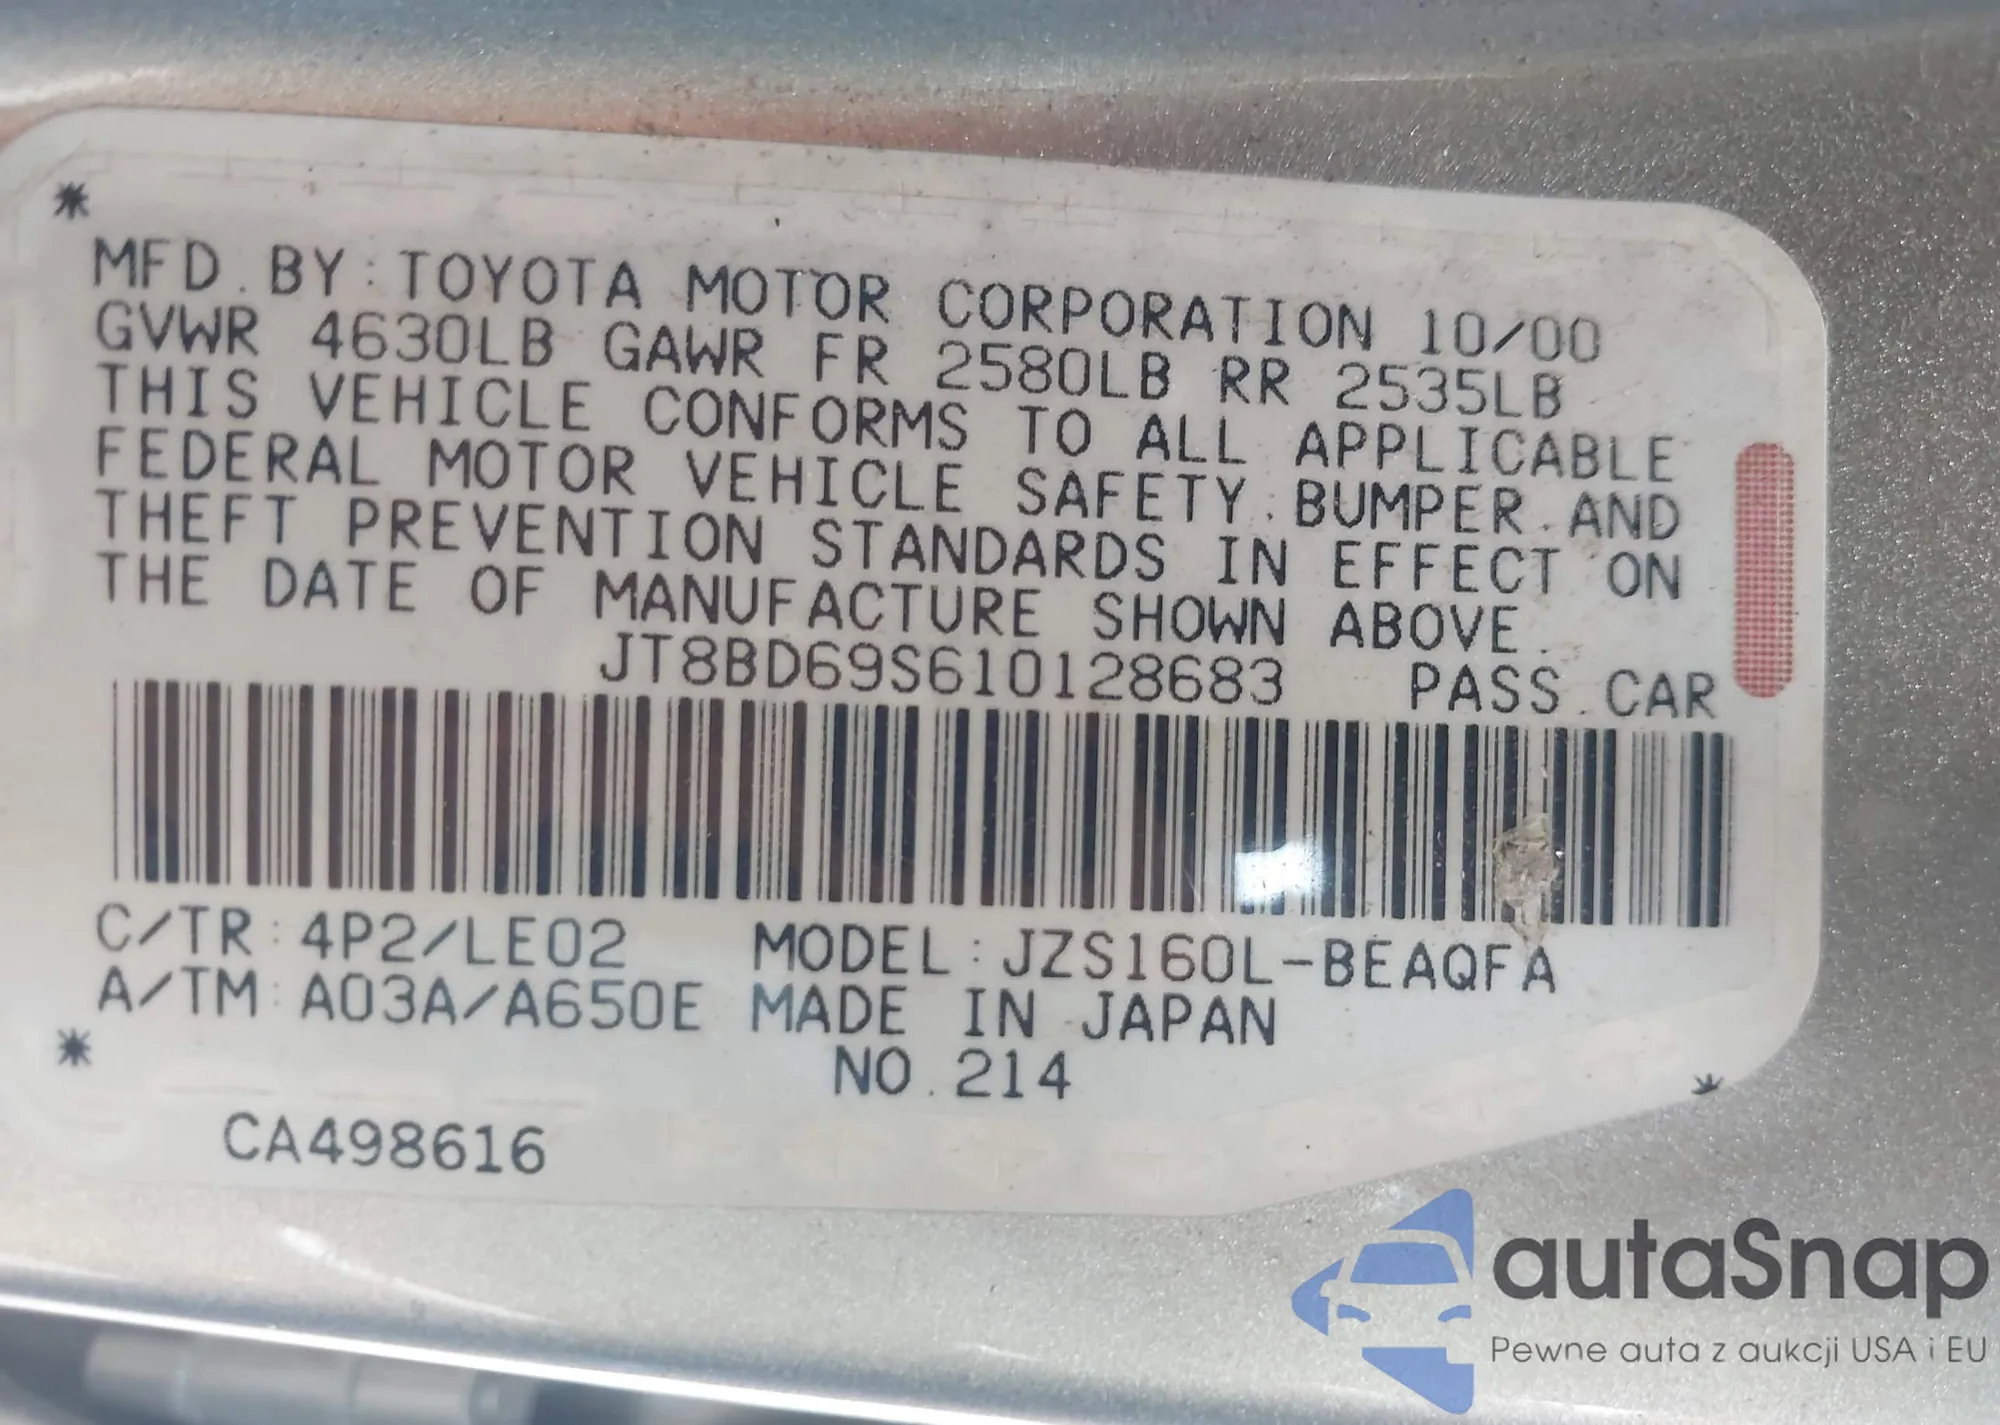 MFD.BY:TOYOTA MOTOR CORPORATION 10/00
GVWR 4630LB GAWR FR 2580LB RR 2535LB
THIS VEHICLE CONFORMS TO ALL APPLICABLE
FEDERAL MOTOR VEHICLE SAFETY.BUMPER.AND
THEFT PREVENTION STANDARDS IN EFFECT ON
THE DATE OF MANUFACTURE SHOWN ABOVE.
JT8BD69S610128683 PASS.CAR
C/TR:4P2/LE02 MODEL:JZS160L-BEAQFA
A/TM:A03A/A650E MADE IN JAPAN
NO.214
CA498616
autaSnap
Pewne auta z aukcji USA i EU